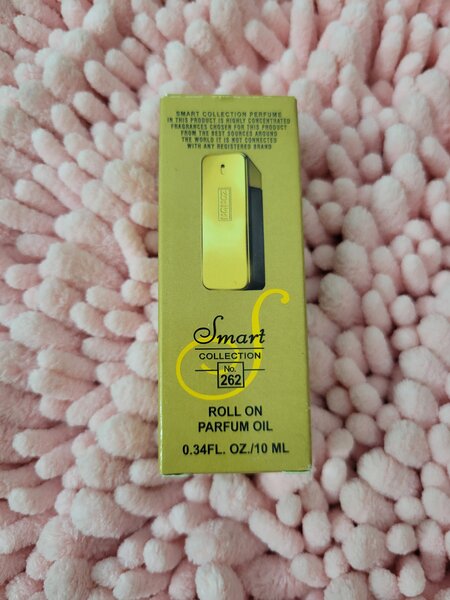 SMART COLLECTION PERFUME
IN THIS PRODUCT IS HIGHLY CONCENTRATED
FRAGRANCES CHOSER FOR THIS PRODUCT
FROM THE BEST SOURCES AROUND
THE WORLD IT IS NOT CONNECTED
WITH ANY REGISTERED BRAND
Smart
COLLECTION
No.
262
ROLL ON
PARFUM OIL
0.34FL. OZ./10 ML